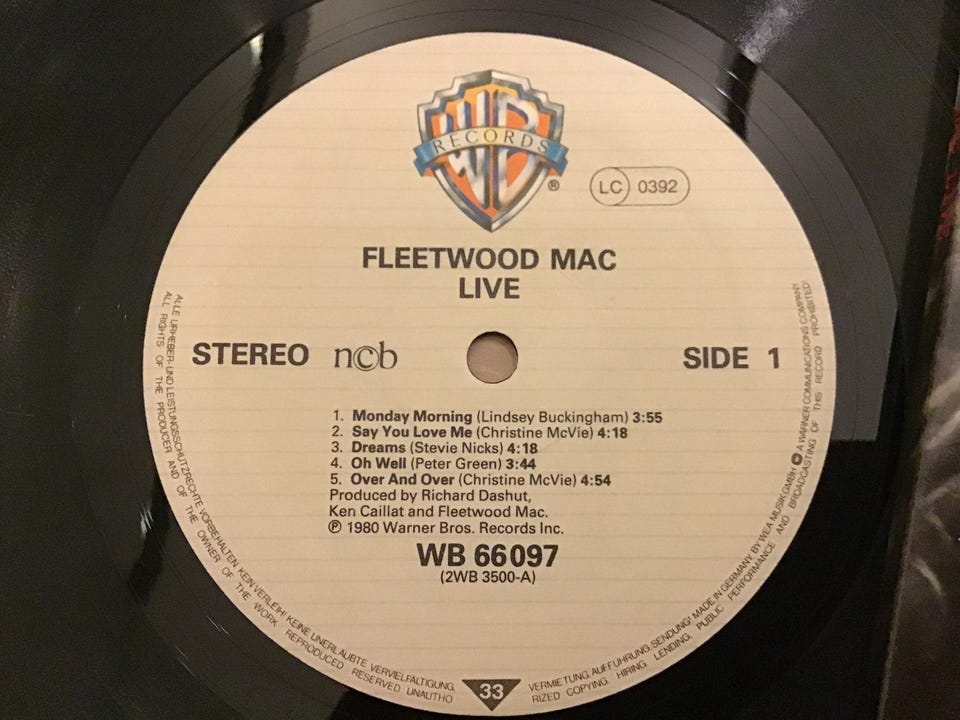 WB
RECORDS
®
LC 0392
FLEETWOOD MAC
LIVE
STEREO ncb
SIDE 1
1. Monday Morning (Lindsey Buckingham) 3:55
2. Say You Love Me (Christine McVie) 4:18
3. Dreams (Stevie Nicks) 4:18
4. Oh Well (Peter Green) 3:44
5. Over And Over (Christine McVie) 4:54
Produced by Richard Dashut,
Ken Caillat and Fleetwood Mac.
℗ 1980 Warner Bros. Records Inc.
WB 66097
(2WB 3500-A)
33
ALLE URHEBER- UND LEISTUNGSSCHUTZRECHTE VORBEHALTEN KEIN VERLEIH! KEINE UNERLAUBTE VERVIELFÄLTIGUNG, VERMIETUNG, AUFFÜHRUNG, SENDUNG! MADE IN GERMANY BY WEA MUSIK GMBH A WARNER COMMUNICATIONS COMPANY
ALL RIGHTS OF THE PRODUCER AND OF THE OWNER OF THE WORK REPRODUCED RESERVED UNAUTHORIZED COPYING, HIRING, LENDING, PUBLIC PERFORMANCE AND BROADCASTING OF THIS RECORD PROHIBITED!